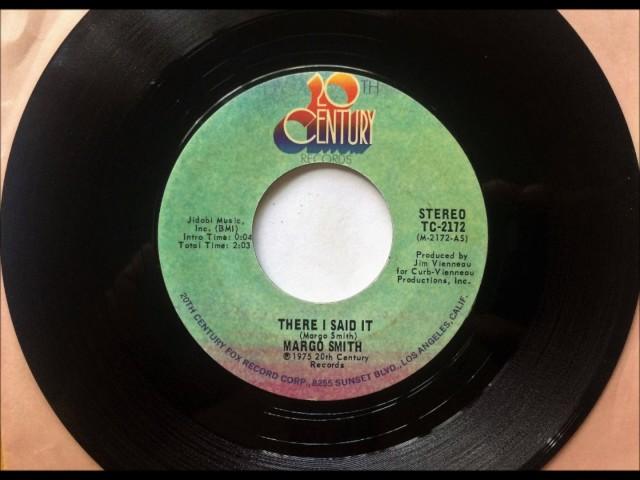 20TH
CENTURY
RECORDS
Jidobi Music,
Inc. (BMI)
Intro Time: 0:04
Total Time: 2:03
STEREO
TC-2172
(M-2172-AS)
Produced by
Jim Vienneau
for Curb-Vienneau
Productions, Inc.
THERE I SAID IT
(Margo Smith)
MARGO SMITH
℗1975 20th Century
Records
20TH CENTURY FOX RECORD CORP., 8255 SUNSET BLVD., LOS ANGELES, CALIF.